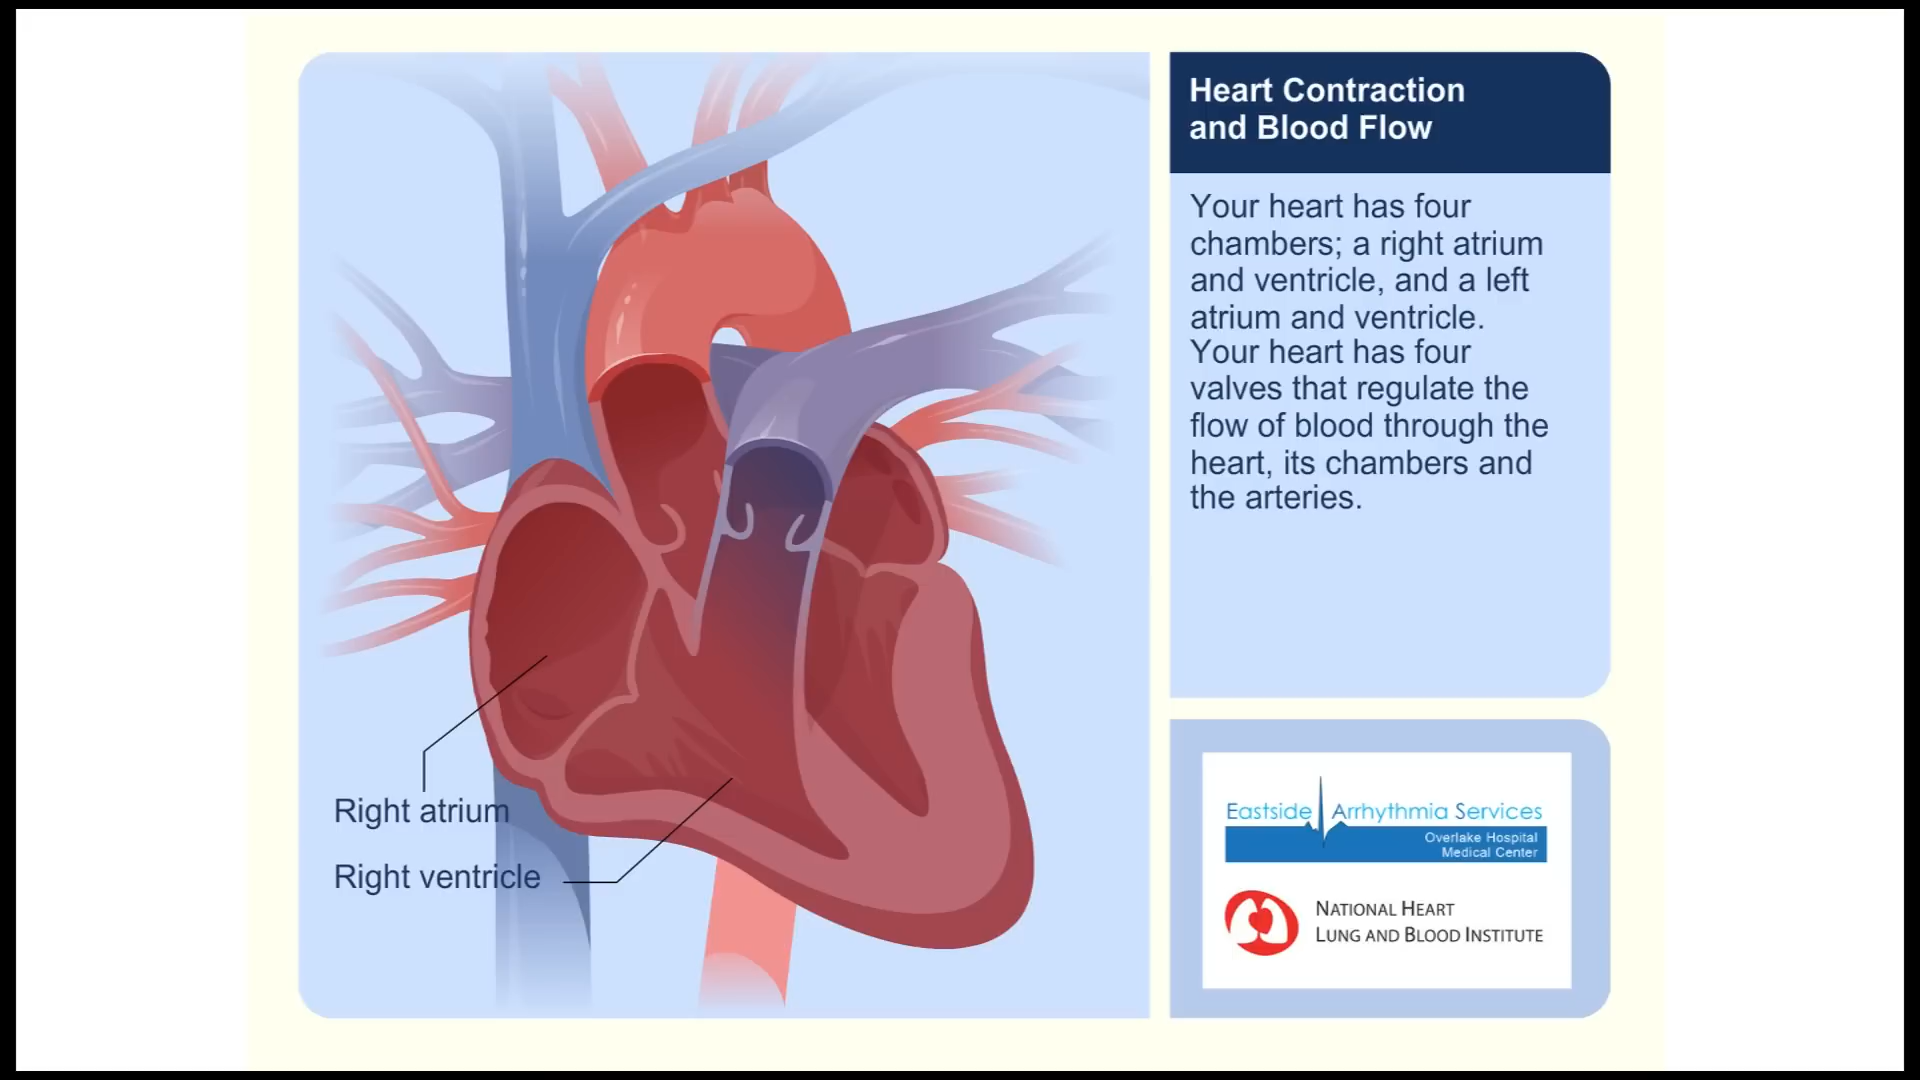 Heart Contraction
and Blood Flow
Your heart has four
chambers; a right atrium
and ventricle, and a left
atrium and ventricle.
Your heart has four
valves that regulate the
flow of blood through the
heart, its chambers and
the arteries.
Right atrium
Right ventricle
Eastside Arrhythmia Services
Overlake Hospital
Medical Center
NATIONAL HEART
LUNG AND BLOOD INSTITUTE